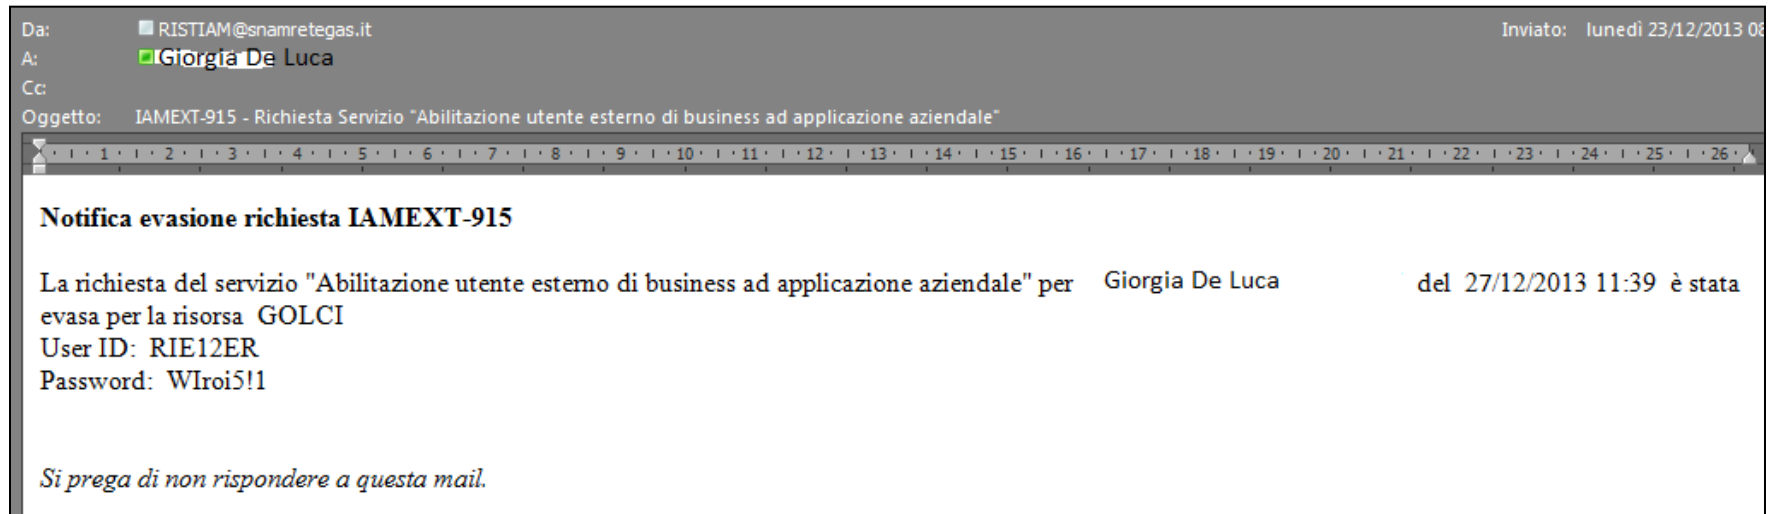 Da: RISTIAM@snamretegas.it Inviato: lunedì 23/12/2013 08
A: Giorgia De Luca
Cc:
Oggetto: IAMEXT-915 - Richiesta Servizio "Abilitazione utente esterno di business ad applicazione aziendale"
1 2 3 4 5 6 7 8 9 10 11 12 13 14 15 16 17 18 19 20 21 22 23 24 25 26
Notifica evasione richiesta IAMEXT-915
La richiesta del servizio "Abilitazione utente esterno di business ad applicazione aziendale" per Giorgia De Luca del 27/12/2013 11:39 è stata
evasa per la risorsa GOLCI
User ID: RIE12ER
Password: WIroi5!1
Si prega di non rispondere a questa mail.